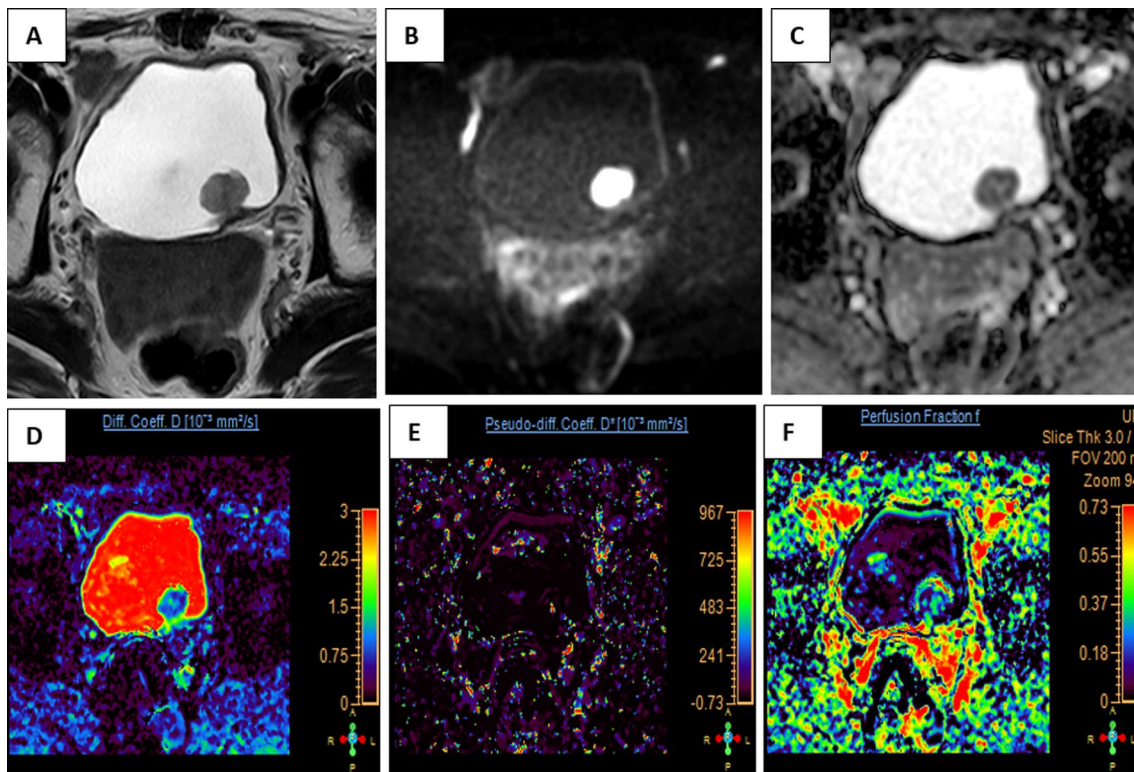 A
B
C
D
Diff. Coeff. D [10⁻³ mm²/s]
3
2.25
1.5
0.75
0
A
R
L
P
E
Pseudo-diff. Coeff. D* [10⁻³ mm²/s]
967
725
483
241
-0.73
A
R
L
P
F
Perfusion Fraction f
Slice Thk 3.0 /
FOV 200 m
Zoom 94
0.73
0.55
0.37
0.18
0
A
R
L
P